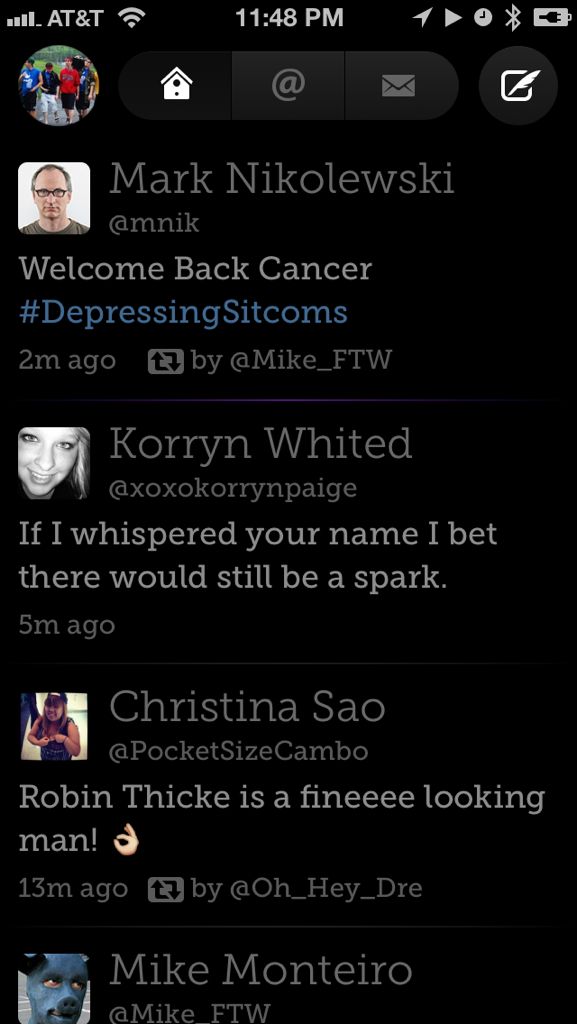 AT&T 11:48 PM
@
Mark Nikolewski
@mnik
Welcome Back Cancer
#DepressingSitcoms
2m ago by @Mike_FTW
Korryn Whited
@xoxokorrynpaige
If I whispered your name I bet
there would still be a spark.
5m ago
Christina Sao
@PocketSizeCambo
Robin Thicke is a fineeee looking
man! 👌
13m ago by @Oh_Hey_Dre
Mike Monteiro
@Mike_FTW